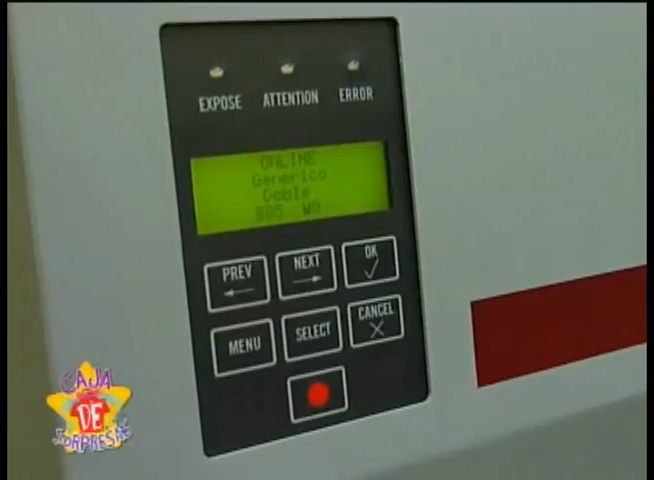 EXPOSE ATTENTION ERROR
ONLINE
Generico
Doble
PREV NEXT OK
MENU SELECT CANCEL
CAJA
DE
SORPRESAS